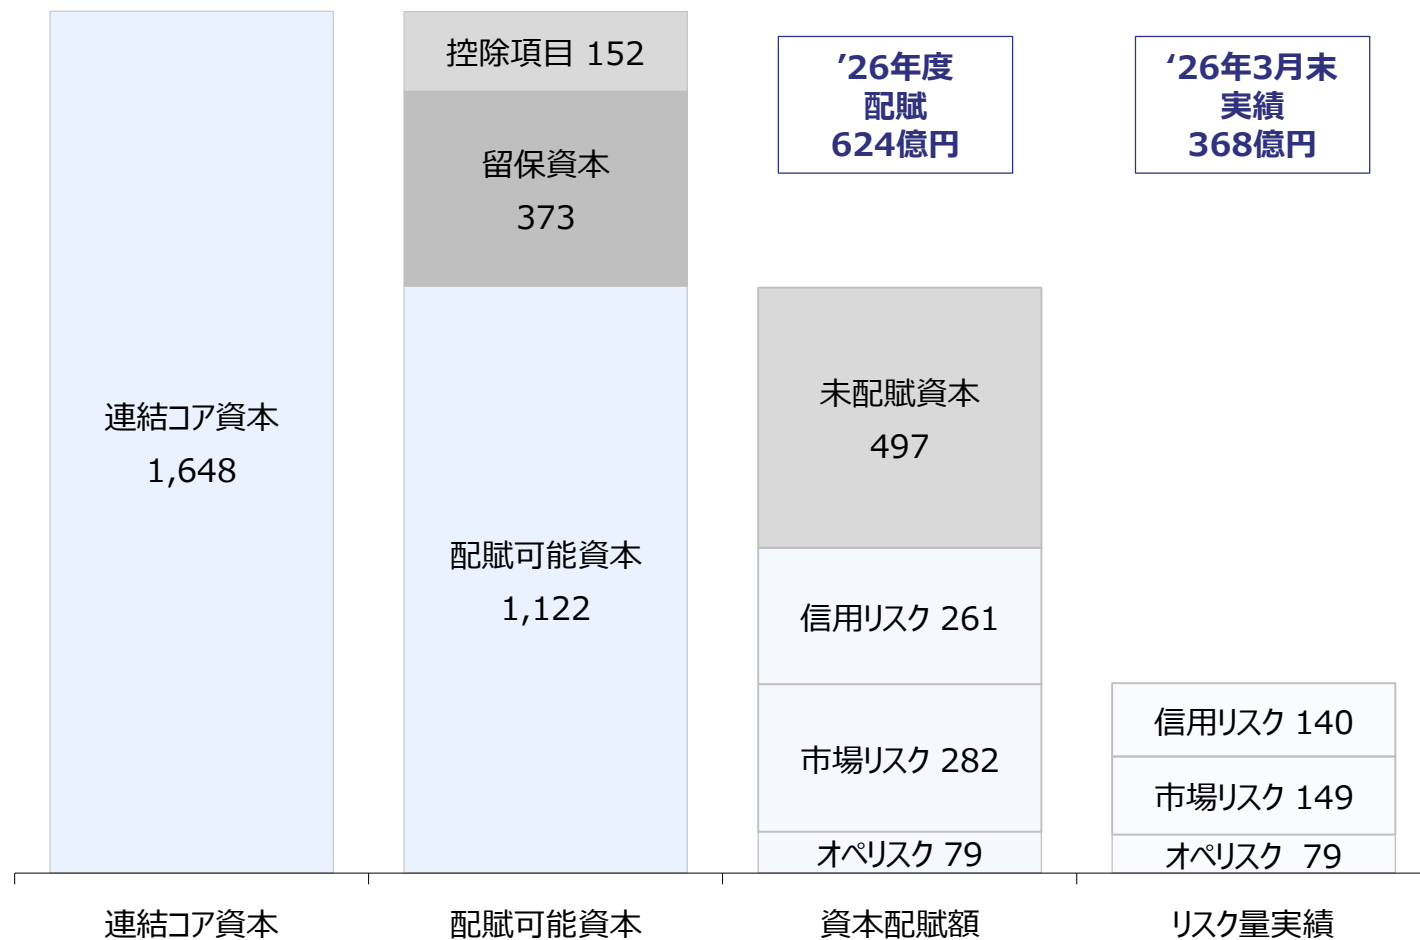 控除項目 152
留保資本
373
配賦可能資本
1,122
連結コア資本
1,648
’26年度
配賦
624億円
‘26年3月末
実績
368億円
未配賦資本
497
信用リスク 261
市場リスク 282
オペリスク 79
信用リスク 140
市場リスク 149
オペリスク 79
連結コア資本
配賦可能資本
資本配賦額
リスク量実績